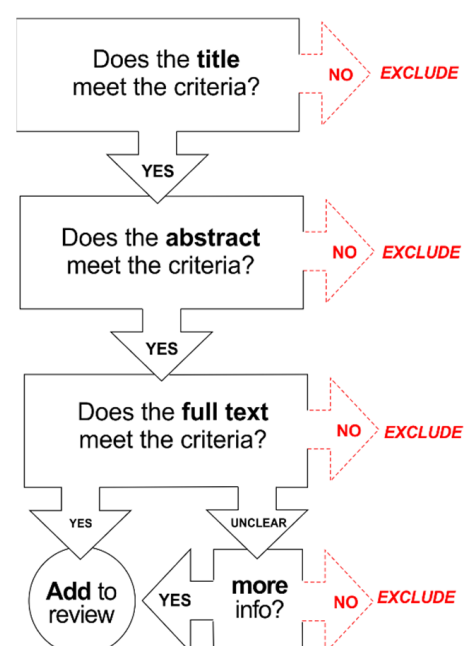 Does the title
meet the criteria?
NO
EXCLUDE
YES
Does the abstract
meet the criteria?
NO
EXCLUDE
YES
Does the full text
meet the criteria?
NO
EXCLUDE
YES
UNCLEAR
Add to
review
YES
more
info?
NO
EXCLUDE